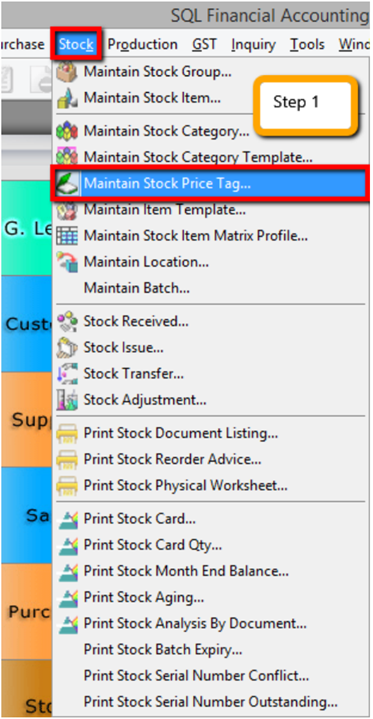 SQL Financial Accounting
urchase Stock Production GST Inquiry Tools Wind
Maintain Stock Group...
Maintain Stock Item...
Step 1
Maintain Stock Category...
Maintain Stock Category Template...
Maintain Stock Price Tag...
G. Le
Maintain Item Template...
Maintain Stock Item Matrix Profile...
Maintain Location...
Maintain Batch...
Stock Received...
Cust
Stock Issue...
Stock Transfer...
Stock Adjustment...
Supp
Print Stock Document Listing...
Print Stock Reorder Advice...
Print Stock Physical Worksheet...
Sa
Print Stock Card...
Print Stock Card Qty...
Print Stock Month End Balance...
Print Stock Aging...
Purc
Print Stock Analysis By Document...
Print Stock Batch Expiry...
Print Stock Serial Number Conflict...
Sto
Print Stock Serial Number Outstanding...